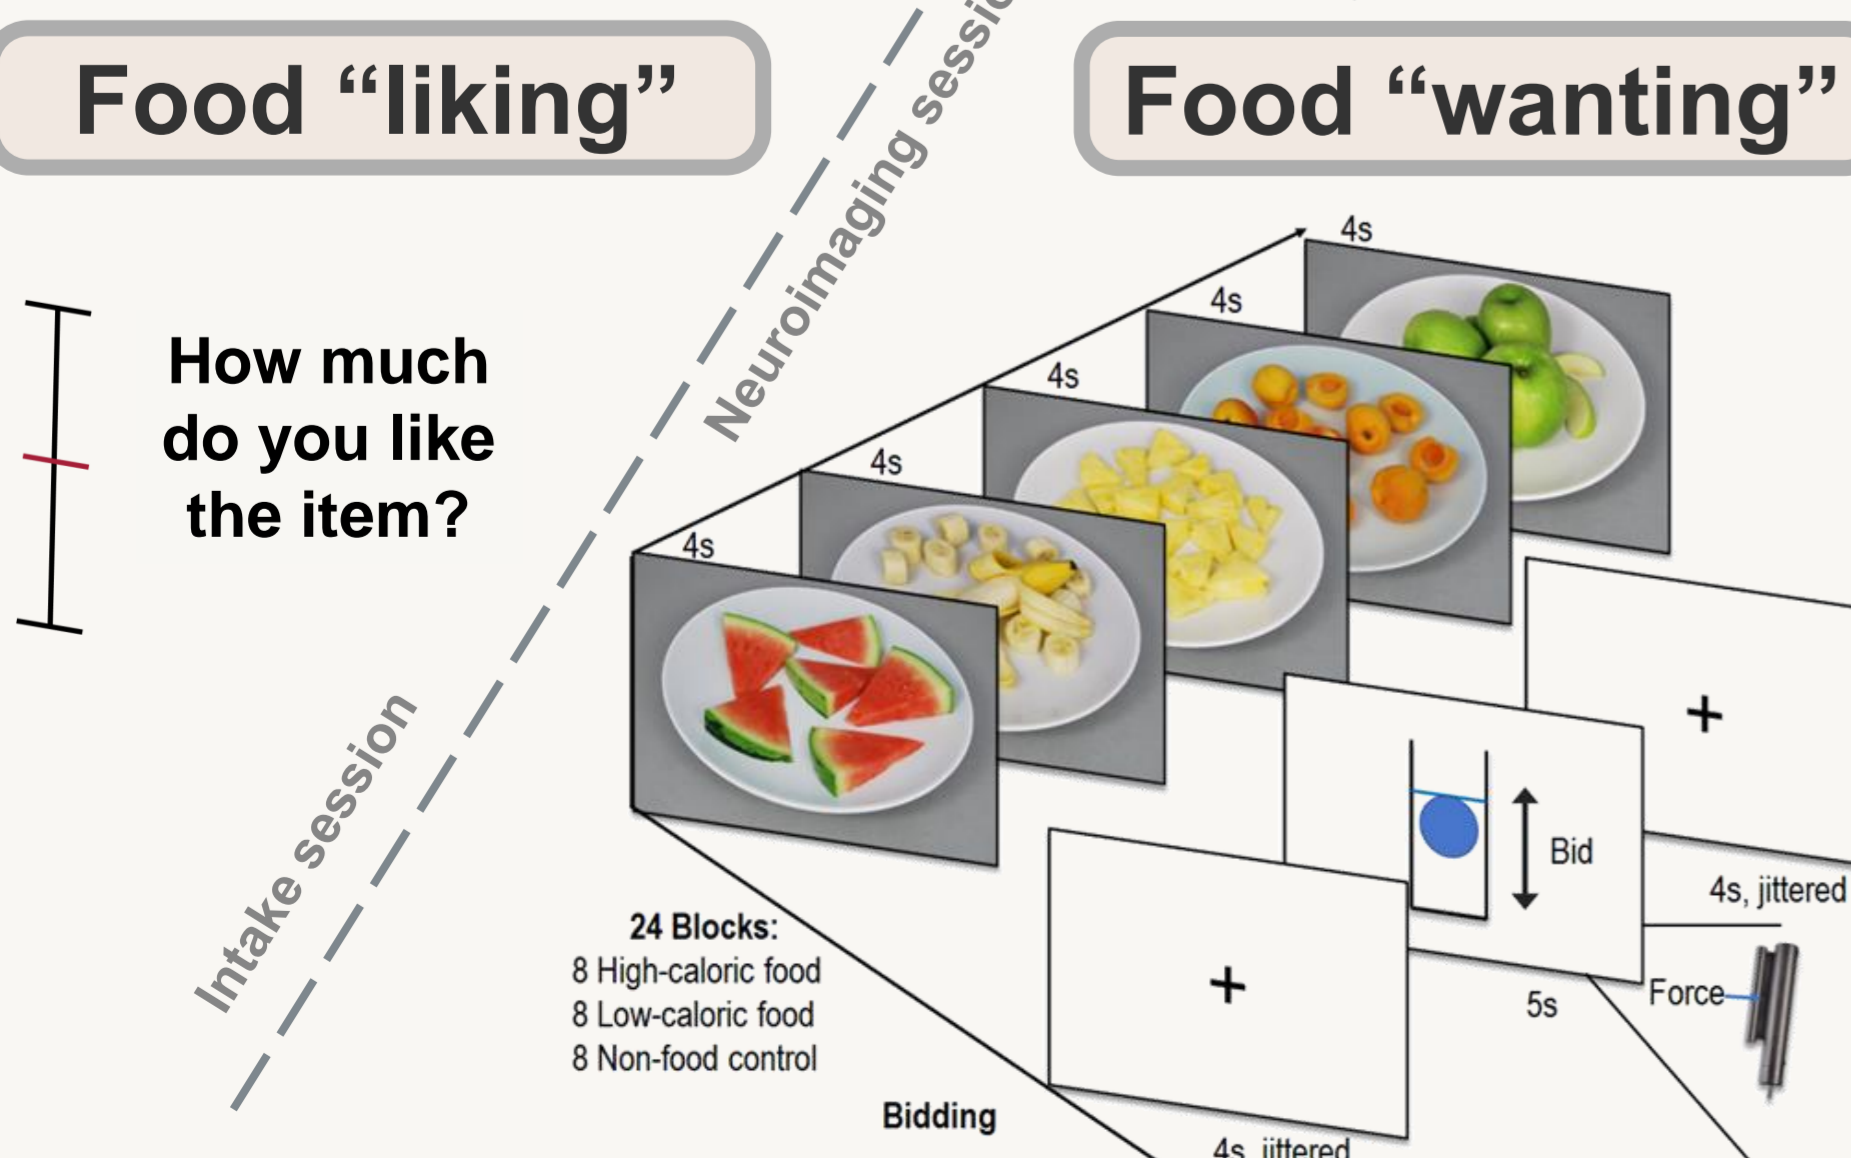 Food “liking”
Food “wanting”
How much
do you like
the item?
Intake session
Neuroimaging
4s
4s
4s
4s
4s
Bid
4s, jittered
Force
5s
24 Blocks:
8 High-caloric food
8 Low-caloric food
8 Non-food control
Bidding
4s, jittered